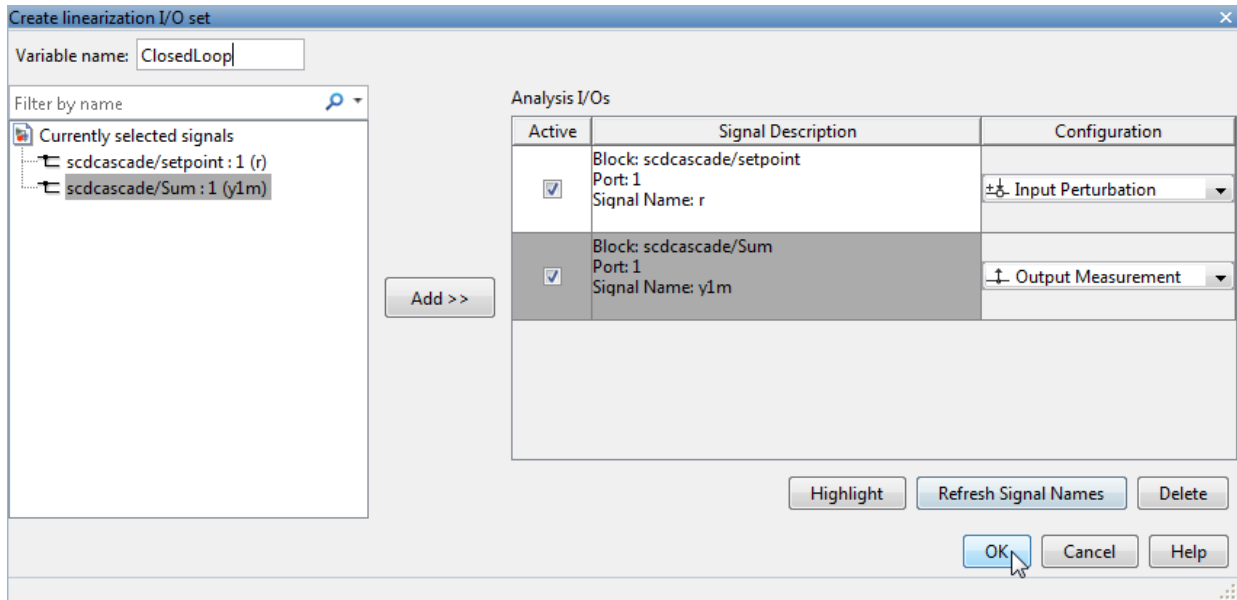 Create linearization I/O set
Variable name: ClosedLoop
Filter by name
Currently selected signals
scdcascade/setpoint : 1 (r)
scdcascade/Sum : 1 (y1m)
Add >>
Analysis I/Os
Active Signal Description Configuration
Block: scdcascade/setpoint
Port: 1
Signal Name: r
Input Perturbation
Block: scdcascade/Sum
Port: 1
Signal Name: y1m
Output Measurement
Highlight Refresh Signal Names Delete
OK Cancel Help